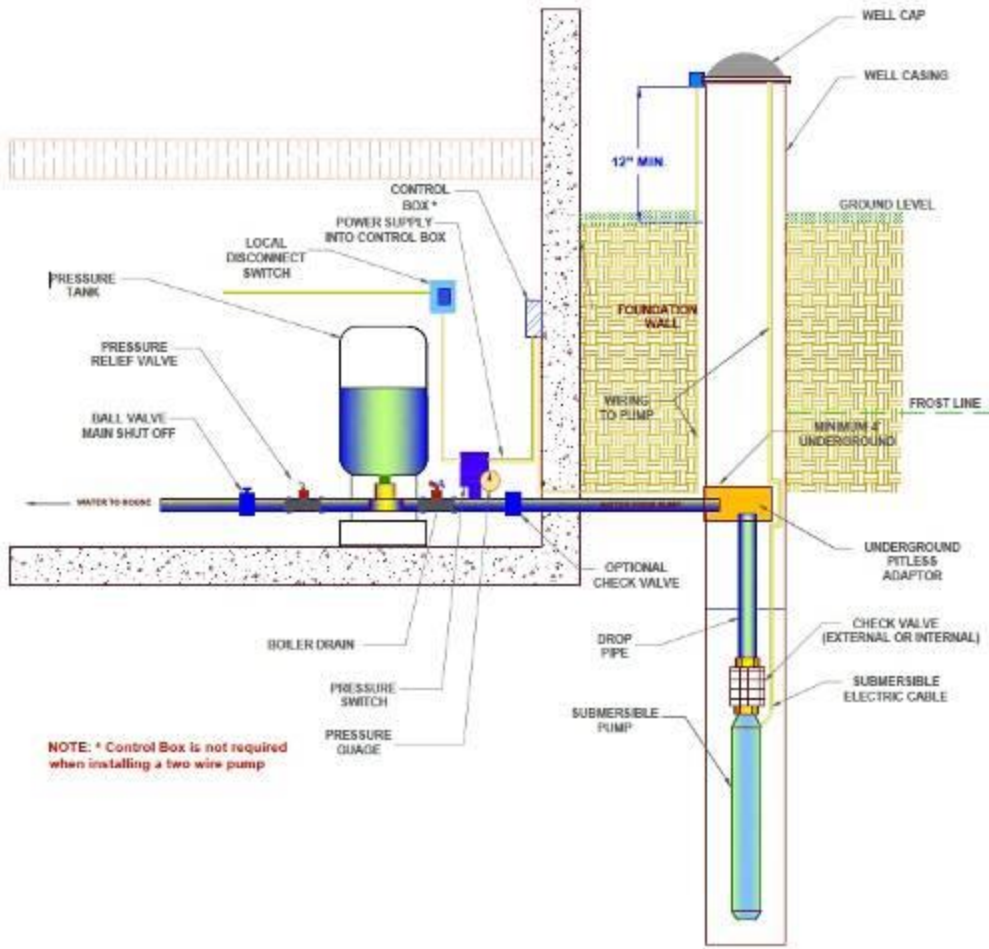 WELL CAP
WELL CASING
12" MIN.
CONTROL
BOX *
GROUND LEVEL
POWER SUPPLY
INTO CONTROL BOX
LOCAL
DISCONNECT
SWITCH
PRESSURE
TANK
FOUNDATION
WALL
PRESSURE
RELIEF VALVE
WIRING
TO PUMP
FROST LINE
BALL VALVE
MAIN SHUT OFF
MINIMUM 4'
UNDERGROUND
WATER TO HOUSE
WATER FROM PUMP
UNDERGROUND
PITLESS
ADAPTOR
OPTIONAL
CHECK VALVE
BOILER DRAIN
DROP
PIPE
CHECK VALVE
(EXTERNAL OR INTERNAL)
PRESSURE
SWITCH
SUBMERSIBLE
ELECTRIC CABLE
SUBMERSIBLE
PUMP
PRESSURE
GUAGE
NOTE: * Control Box is not required
when installing a two wire pump